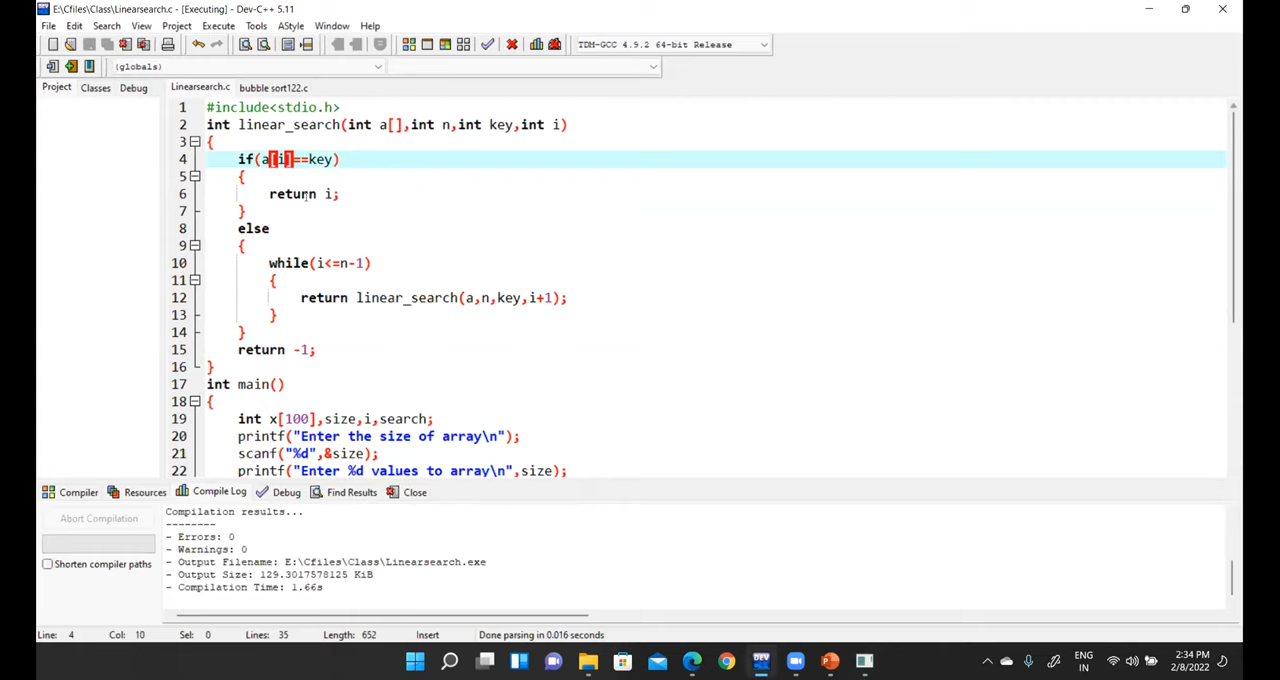 E:\Cfiles\Class\Linearsearch.c - [Executing] - Dev-C++ 5.11
File Edit Search View Project Execute Tools AStyle Window Help
TDM-GCC 4.9.2 64-bit Release
(globals)
Project Classes Debug Linearsearch.c bubble sort122.c
1 #include<stdio.h>
2 int linear_search(int a[],int n,int key,int i)
3 {
4 if(a[i]==key)
5 {
6 return i;
7 }
8 else
9 {
10 while(i<=n-1)
11 {
12 return linear_search(a,n,key,i+1);
13 }
14 }
15 return -1;
16 }
17 int main()
18 {
19 int x[100],size,i,search;
20 printf("Enter the size of array\n");
21 scanf("%d",&size);
22 printf("Enter %d values to array\n",size);
Compiler Resources Compile Log Debug Find Results Close
Abort Compilation
Shorten compiler paths
Compilation results...
--------
- Errors: 0
- Warnings: 0
- Output Filename: E:\Cfiles\Class\Linearsearch.exe
- Output Size: 129.3017578125 KiB
- Compilation Time: 1.66s
Line: 4 Col: 10 Sel: 0 Lines: 35 Length: 652 Insert Done parsing in 0.016 seconds
DEV
ENG
IN
2:34 PM
2/8/2022